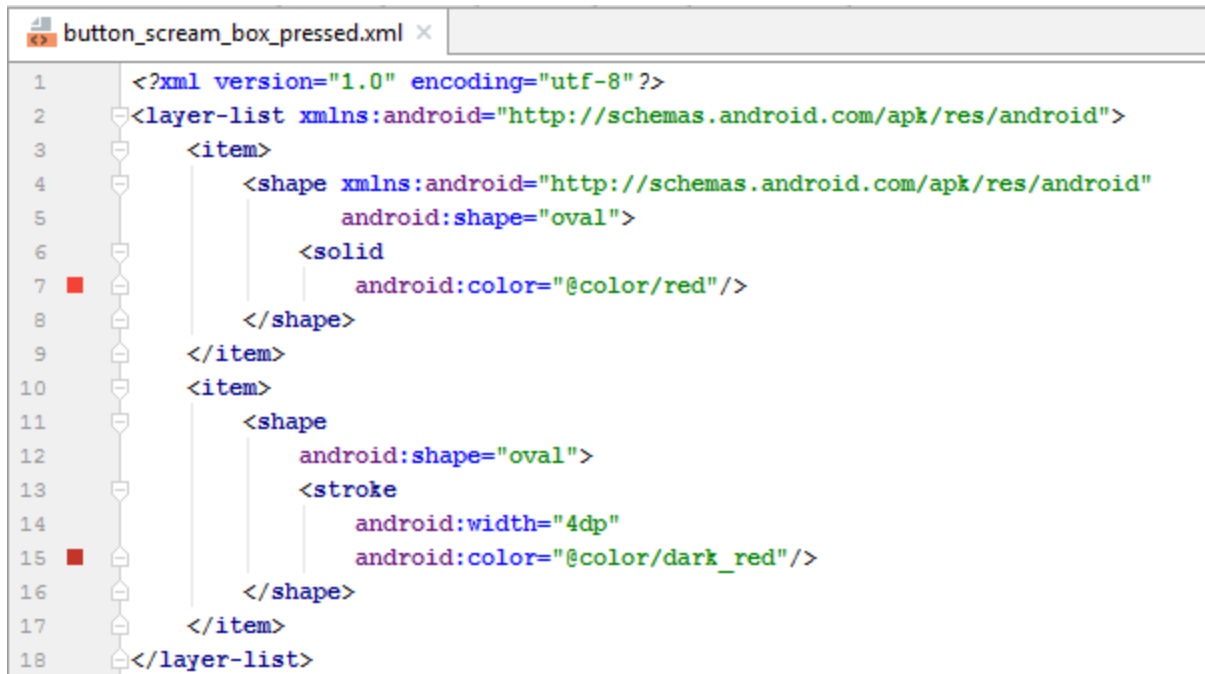 button_scream_box_pressed.xml
1 <?xml version="1.0" encoding="utf-8"?>
2 <layer-list xmlns:android="http://schemas.android.com/apk/res/android">
3     <item>
4         <shape xmlns:android="http://schemas.android.com/apk/res/android"
5                android:shape="oval">
6             <solid
7                 android:color="@color/red"/>
8         </shape>
9     </item>
10     <item>
11         <shape
12             android:shape="oval">
13             <stroke
14                 android:width="4dp"
15                 android:color="@color/dark_red"/>
16         </shape>
17     </item>
18 </layer-list>